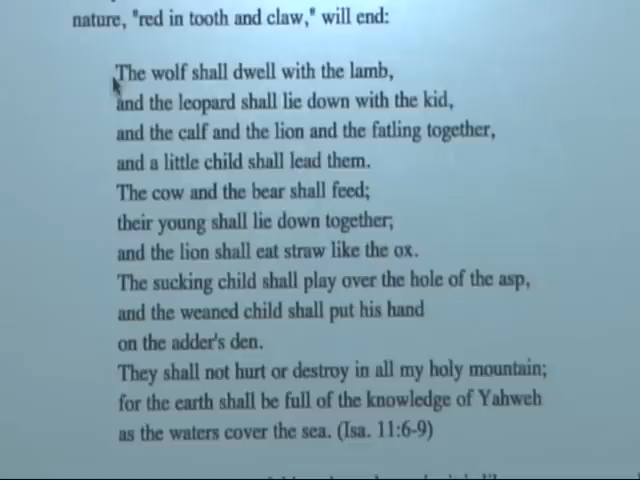 nature, "red in tooth and claw," will end:
The wolf shall dwell with the lamb,
and the leopard shall lie down with the kid,
and the calf and the lion and the fatling together,
and a little child shall lead them.
The cow and the bear shall feed;
their young shall lie down together;
and the lion shall eat straw like the ox.
The sucking child shall play over the hole of the asp,
and the weaned child shall put his hand
on the adder's den.
They shall not hurt or destroy in all my holy mountain;
for the earth shall be full of the knowledge of Yahweh
as the waters cover the sea. (Isa. 11:6-9)